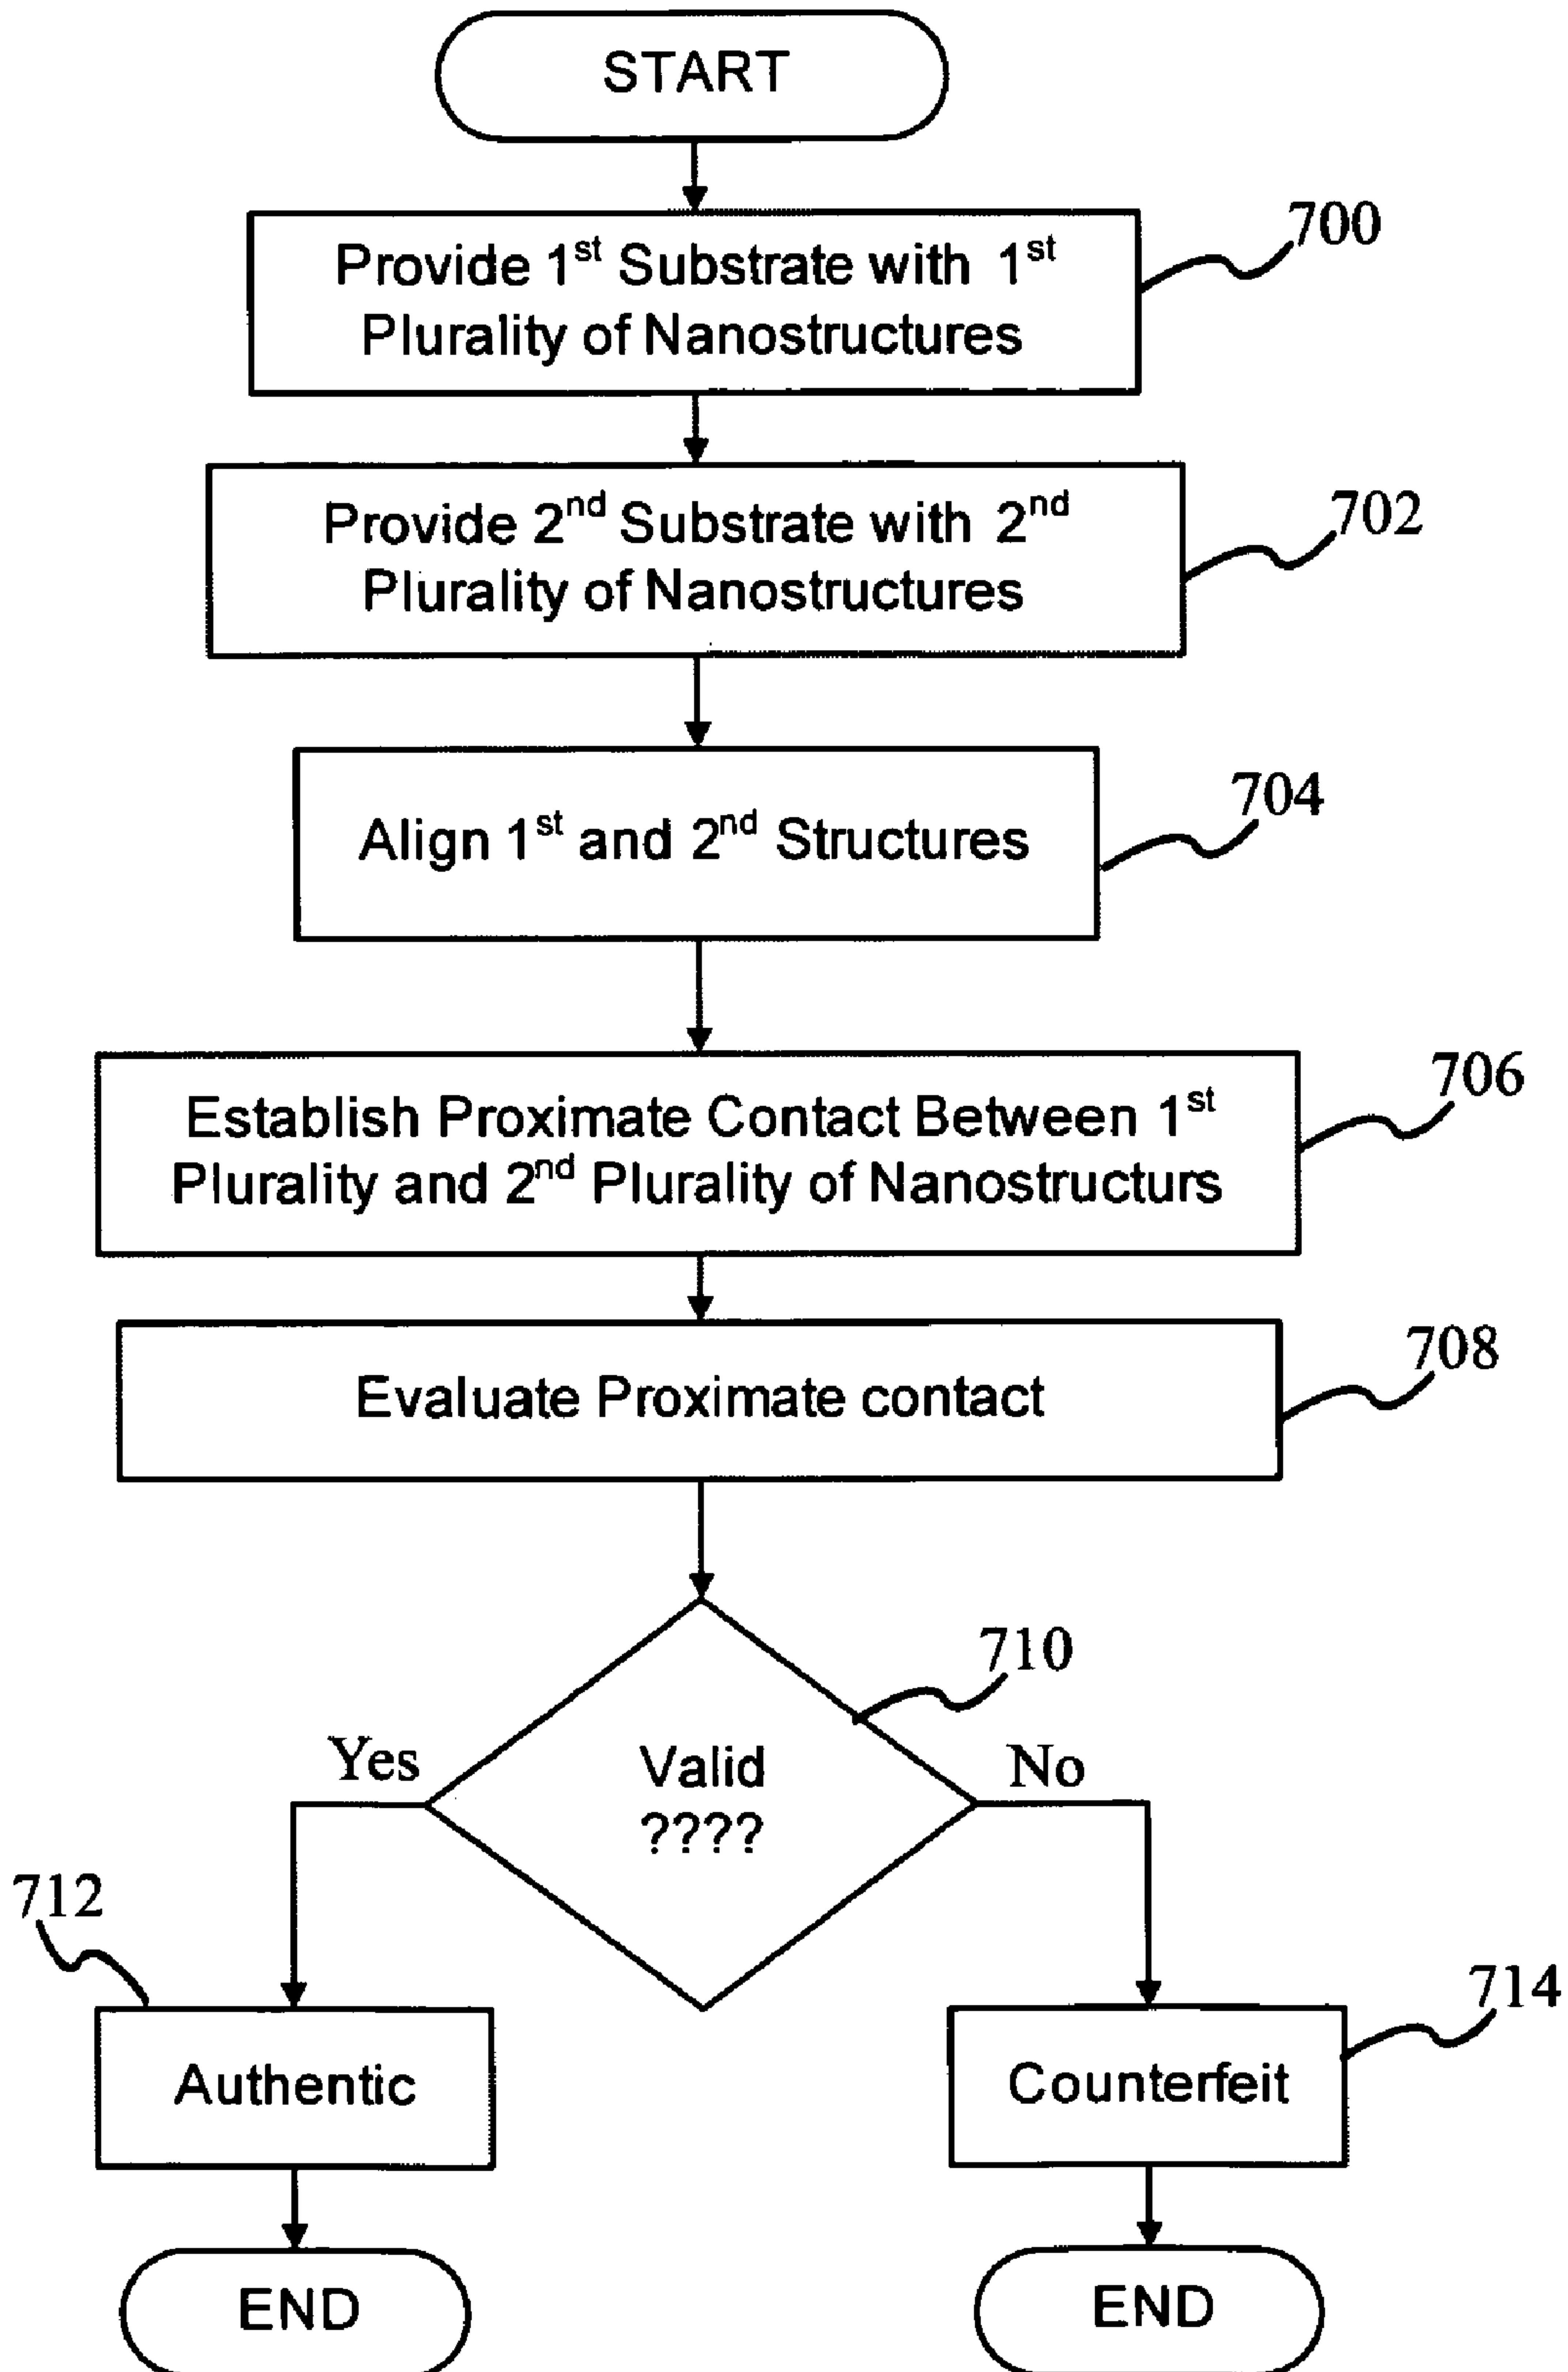 START
700
Provide 1st Substrate with 1st
Plurality of Nanostructures
702
Provide 2nd Substrate with 2nd
Plurality of Nanostructures
704
Align 1st and 2nd Structures
706
Establish Proximate Contact Between 1st
Plurality and 2nd Plurality of Nanostructurs
708
Evaluate Proximate contact
710
Yes
Valid
????
No
712
714
Authentic
Counterfeit
END
END